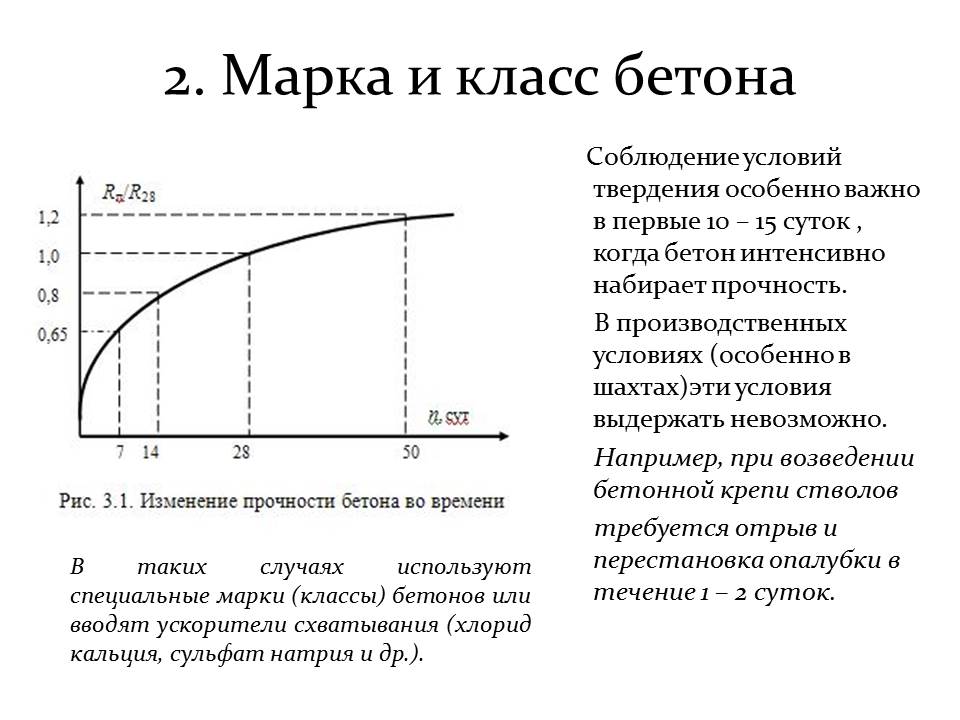 2. Марка и класс бетона
Rп/R28
1,2
1,0
0,8
0,65
n, сут
7 14 28 50
Рис. 3.1. Изменение прочности бетона во времени
В таких случаях используют
специальные марки (классы) бетонов или
вводят ускорители схватывания (хлорид
кальция, сульфат натрия и др.).
Соблюдение условий
твердения особенно важно
в первые 10 – 15 суток ,
когда бетон интенсивно
набирает прочность.
В производственных
условиях (особенно в
шахтах)эти условия
выдержать невозможно.
Например, при возведении
бетонной крепи стволов
требуется отрыв и
перестановка опалубки в
течение 1 – 2 суток.